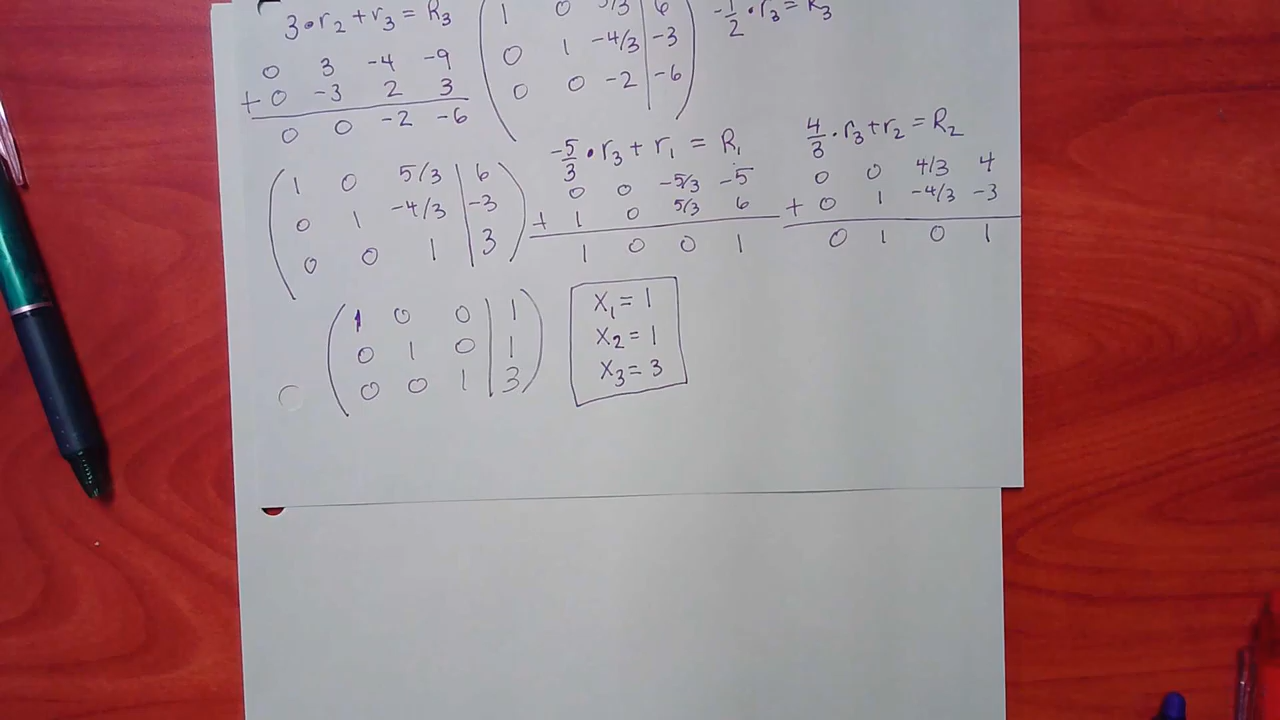 3•r₂+r₃=R₃
0 3 -4 -9
+0 -3 2 3
0 0 -2 -6
1 0 5/3 6
0 1 -4/3 -3
0 0 -2 -6
-1/2•r₃=R₃
1 0 5/3 6
0 1 -4/3 -3
0 0 1 3
-5/3•r₃+r₁=R₁
0 0 -5/3 -5
+ 1 0 5/3 6
1 0 0 1
4/3•r₃+r₂=R₂
0 0 4/3 4
+ 0 1 -4/3 -3
0 1 0 1
1 0 0 1
0 1 0 1
0 0 1 3
X₁=1
X₂=1
X₃=3